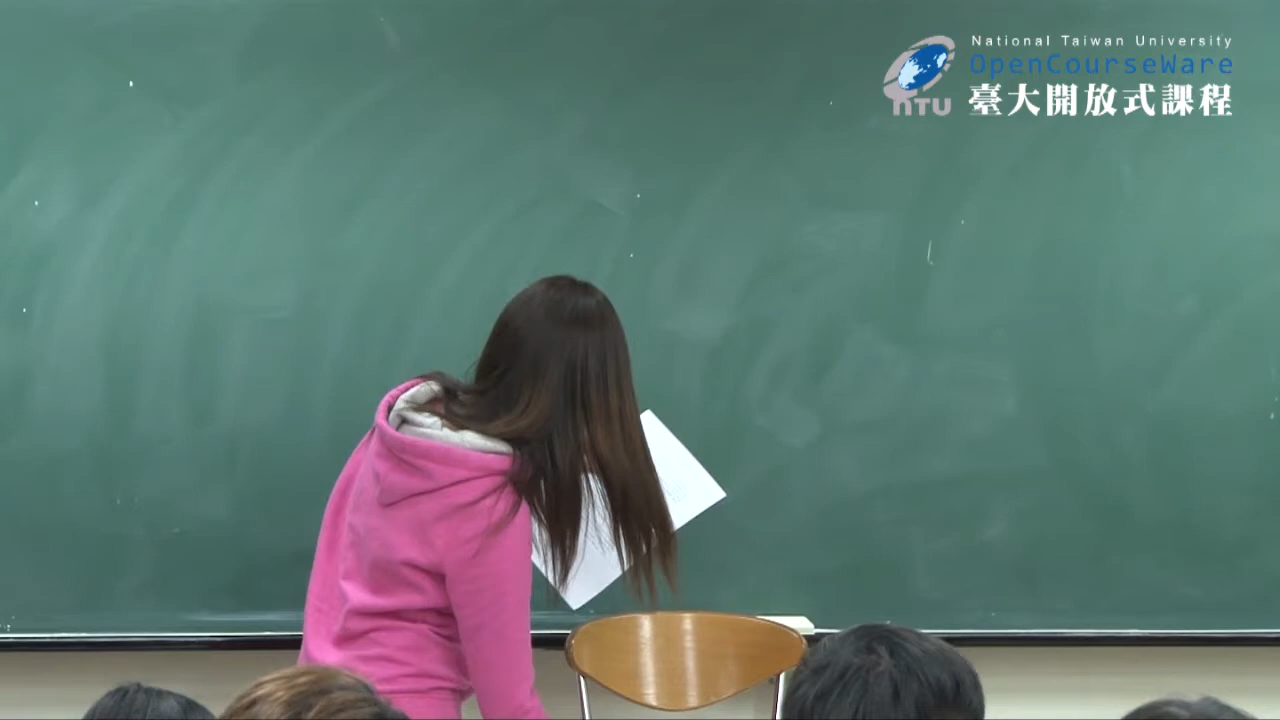 National Taiwan University
OpenCourseWare
臺大開放式課程
NTU